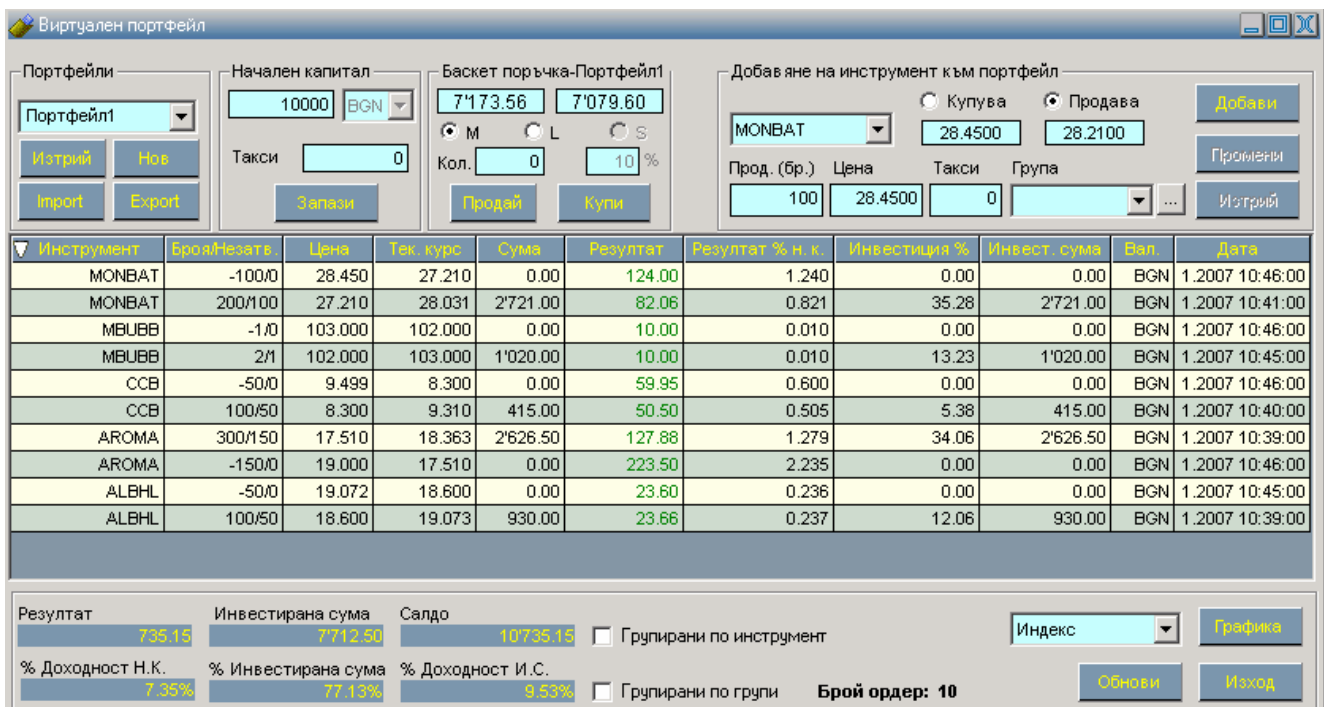 Виртуален портфейл
Портфейли Начален капитал Баскет поръчка-Портфейл1 Добавяне на инструмент към портфейл
Портфейл1 10000 BGN 7'173.56 7'079.60 MONBAT Купува Продава Добави
M L S 28.4500 28.2100
Изтрий Нов Такси 0 Кол. 0 10 % Прод. (бр.) Цена Такси Група Промени
Import Export Запази Продай Купи 100 28.4500 0 ... Изтрий
Инструмент Броя/Незатв. Цена Тек. курс Сума Резултат Резултат % н. к. Инвестиция % Инвест. сума Вал. Дата
MONBAT -100/0 28.450 27.210 0.00 124.00 1.240 0.00 0.00 BGN 1.2007 10:46:00
MONBAT 200/100 27.210 28.031 2'721.00 82.06 0.821 35.28 2'721.00 BGN 1.2007 10:41:00
MBUBB -1/0 103.000 102.000 0.00 10.00 0.010 0.00 0.00 BGN 1.2007 10:46:00
MBUBB 2/1 102.000 103.000 1'020.00 10.00 0.010 13.23 1'020.00 BGN 1.2007 10:45:00
CCB -50/0 9.499 8.300 0.00 59.95 0.600 0.00 0.00 BGN 1.2007 10:46:00
CCB 100/50 8.300 9.310 415.00 50.50 0.505 5.38 415.00 BGN 1.2007 10:40:00
AROMA 300/150 17.510 18.363 2'626.50 127.88 1.279 34.06 2'626.50 BGN 1.2007 10:39:00
AROMA -150/0 19.000 17.510 0.00 223.50 2.235 0.00 0.00 BGN 1.2007 10:46:00
ALBHL -50/0 19.072 18.600 0.00 23.60 0.236 0.00 0.00 BGN 1.2007 10:45:00
ALBHL 100/50 18.600 19.073 930.00 23.66 0.237 12.06 930.00 BGN 1.2007 10:39:00
Резултат Инвестирана сума Салдо
735.15 7'712.50 10'735.15 Групирани по инструмент Индекс Графика
% Доходност Н.К. % Инвестирана сума % Доходност И.С.
7.35% 77.13% 9.53% Групирани по групи Брой ордер: 10 Обнови Изход